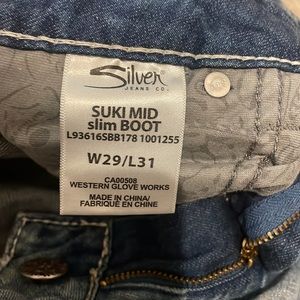 Silver
JEANS CO.
SUKI MID
slim BOOT
L93616SBB178 1001255
W29/L31
CA00508
WESTERN GLOVE WORKS
MADE IN CHINA/
FABRIQUÉ EN CHINE